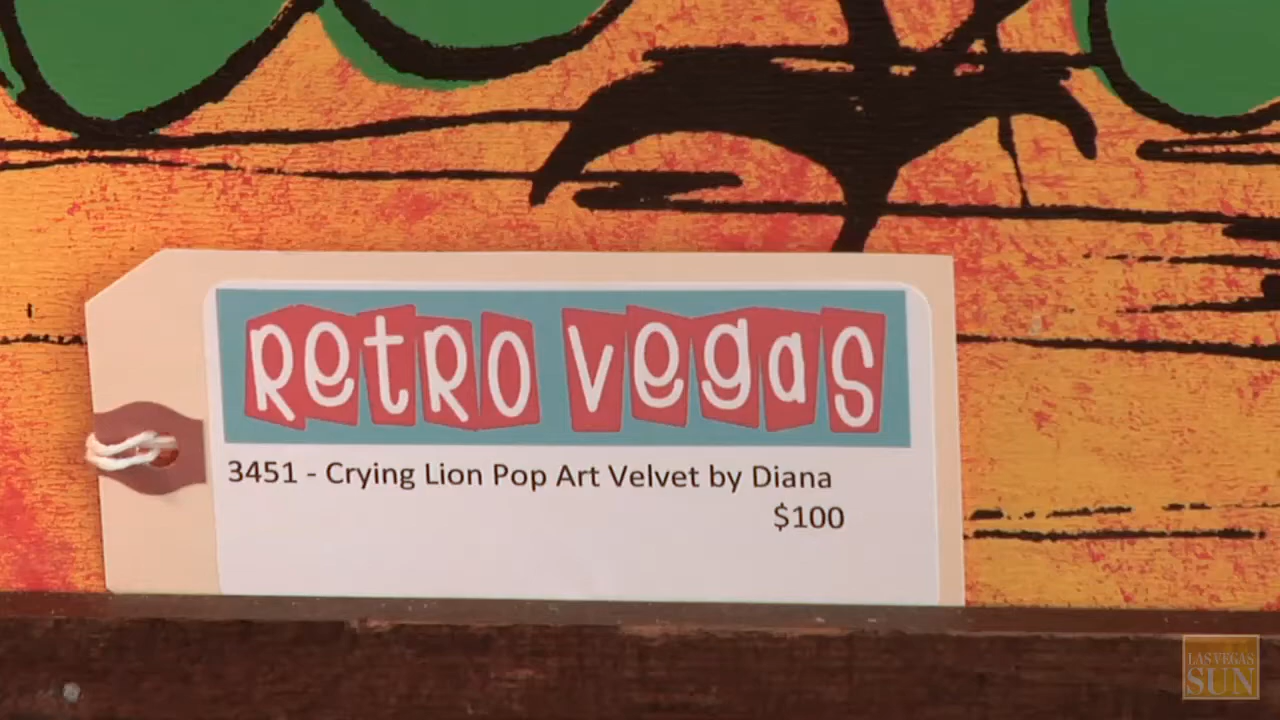 RetRo vegas
3451 - Crying Lion Pop Art Velvet by Diana
$100
LAS VEGAS
SUN